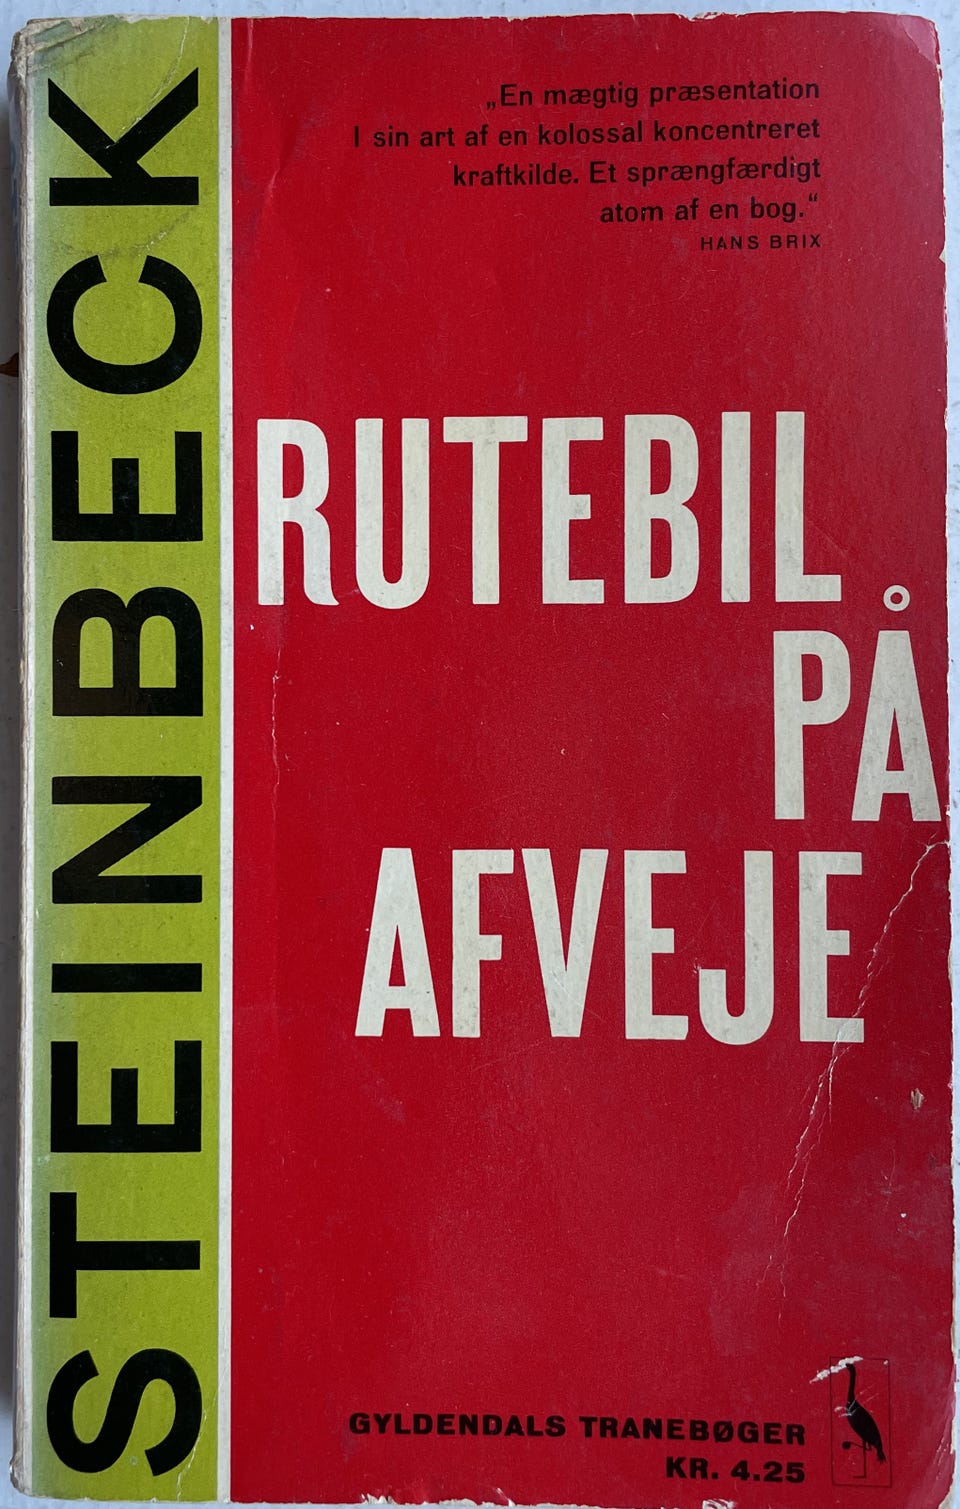 STEINBECK
„En mægtig præsentation
I sin art af en kolossal koncentreret
kraftkilde. Et sprængfærdigt
atom af en bog.“
HANS BRIX
RUTEBIL
PÅ
AFVEJE
GYLDENDALS TRANEBØGER
KR. 4.25